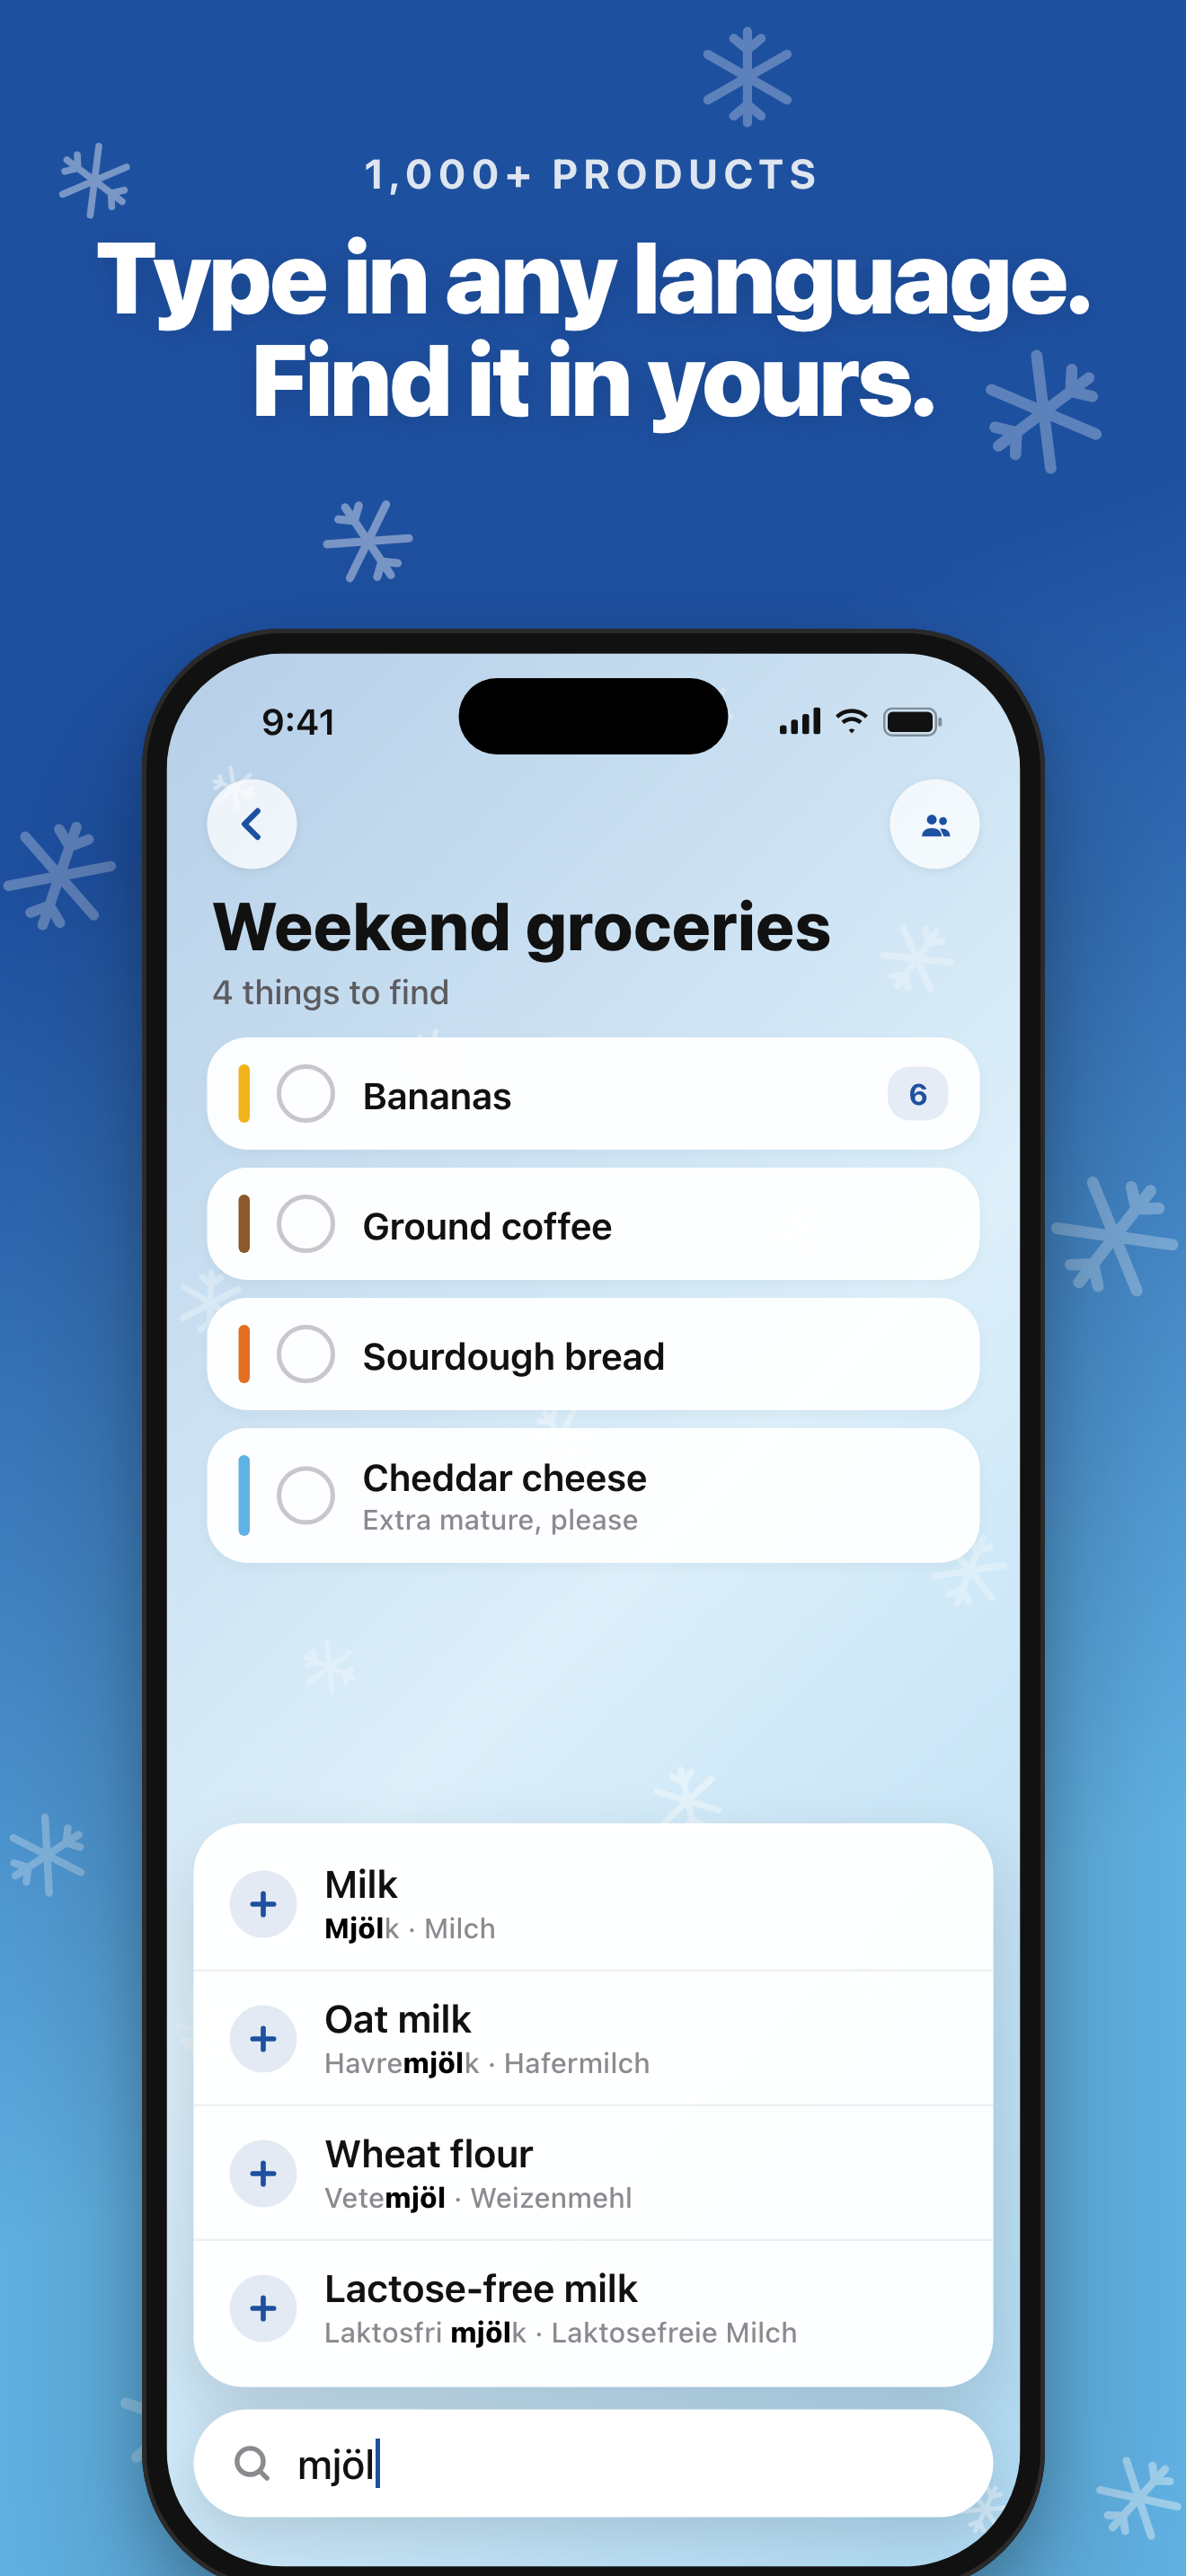 1,000+ PRODUCTS
Type in any language.
Find it in yours.
9:41
Weekend groceries
4 things to find
Bananas
6
Ground coffee
Sourdough bread
Cheddar cheese
Extra mature, please
Milk
Mjölk · Milch
Oat milk
Havremjölk · Hafermilch
Wheat flour
Vetemjöl · Weizenmehl
Lactose-free milk
Laktosfri mjölk · Laktosefreie Milch
mjöl